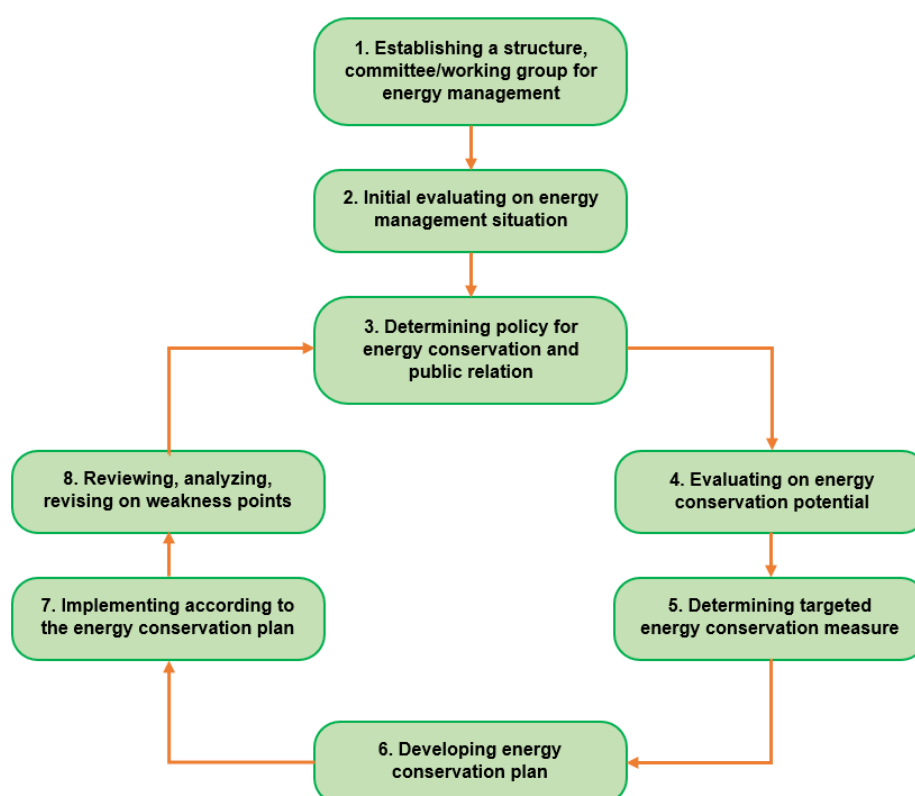 1. Establishing a structure,
committee/working group for
energy management
2. Initial evaluating on energy
management situation
3. Determining policy for
energy conservation and
public relation
8. Reviewing, analyzing,
revising on weakness points
4. Evaluating on energy
conservation potential
7. Implementing according to
the energy conservation plan
5. Determining targeted
energy conservation measure
6. Developing energy
conservation plan